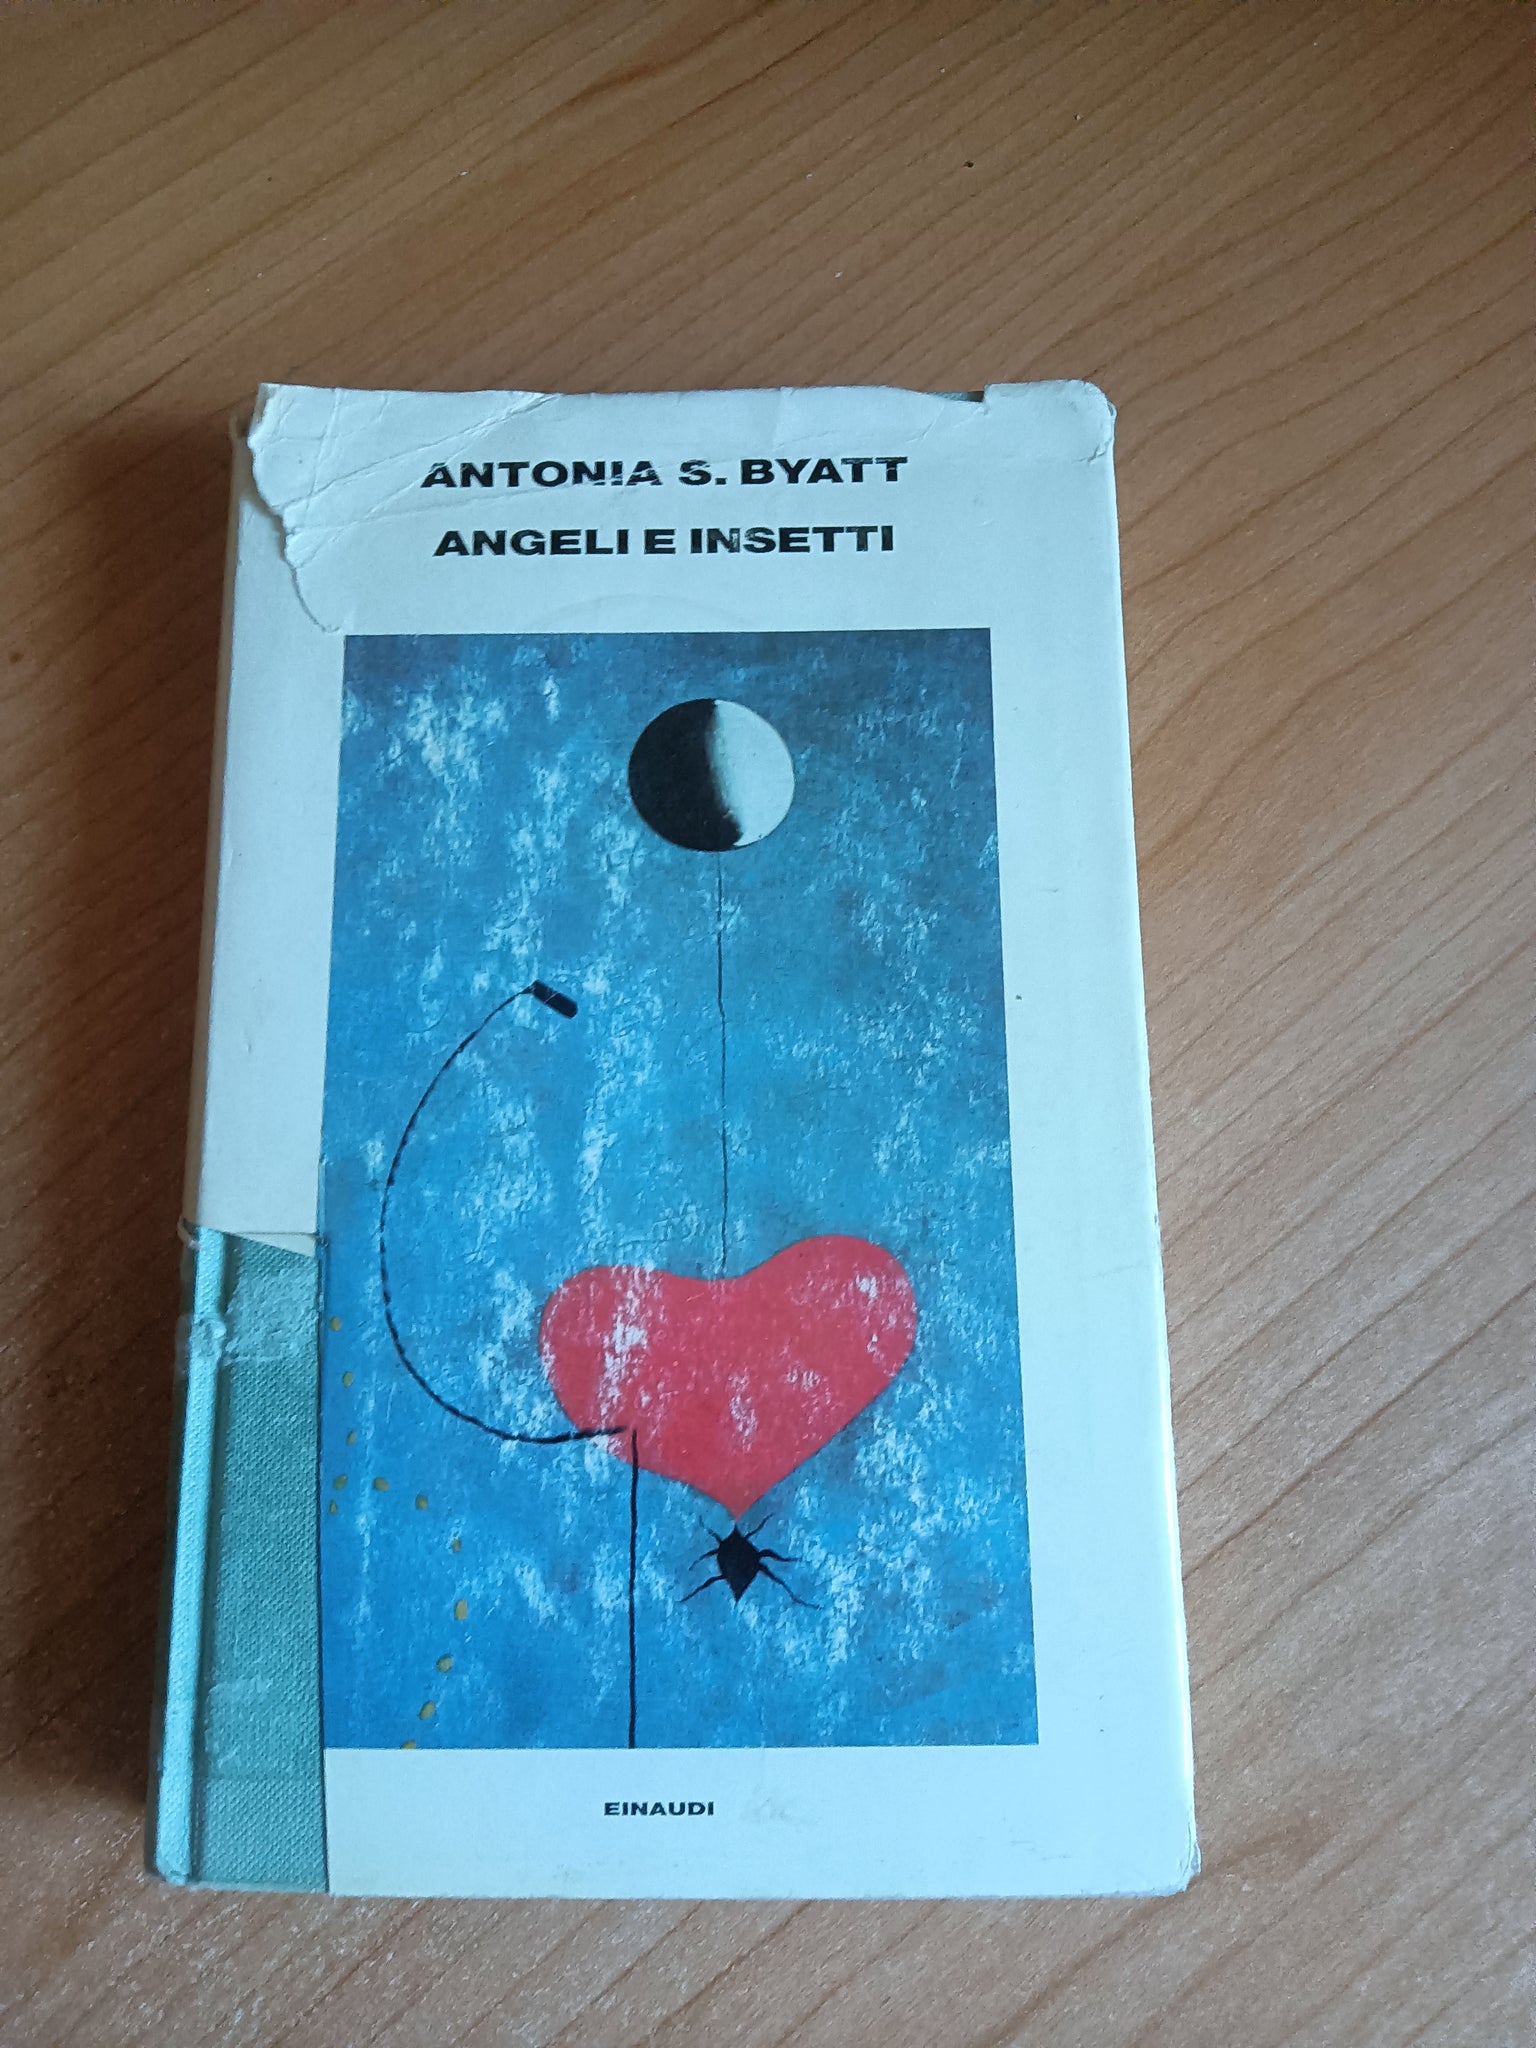 ANTONIA S. BYATT
ANGELI E INSETTI
EINAUDI